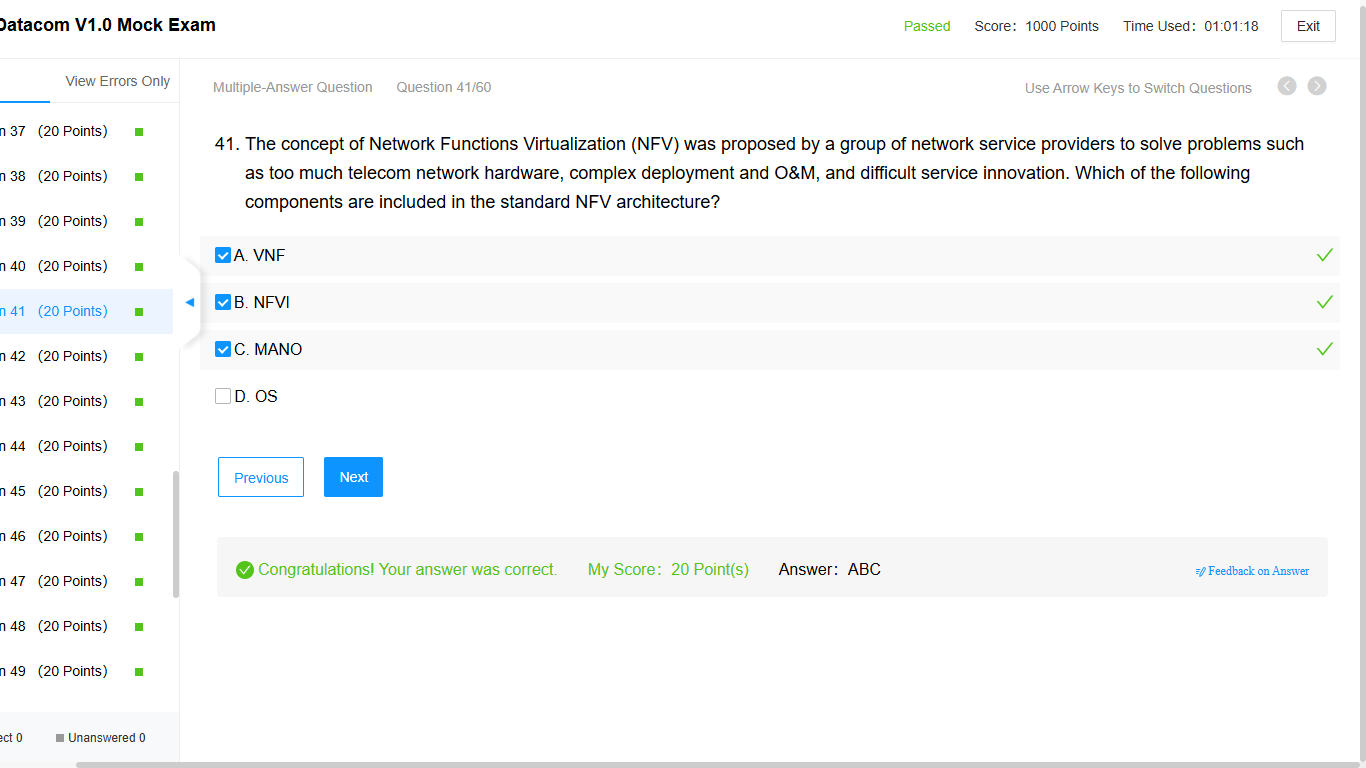 Datacom V1.0 Mock Exam
Passed Score：1000 Points Time Used：01:01:18 Exit
View Errors Only
Multiple-Answer Question Question 41/60 Use Arrow Keys to Switch Questions
n 37 (20 Points)
n 38 (20 Points)
n 39 (20 Points)
n 40 (20 Points)
n 41 (20 Points)
n 42 (20 Points)
n 43 (20 Points)
n 44 (20 Points)
n 45 (20 Points)
n 46 (20 Points)
n 47 (20 Points)
n 48 (20 Points)
n 49 (20 Points)
ect 0 Unanswered 0
41. The concept of Network Functions Virtualization (NFV) was proposed by a group of network service providers to solve problems such
as too much telecom network hardware, complex deployment and O&M, and difficult service innovation. Which of the following
components are included in the standard NFV architecture?
A. VNF
B. NFVI
C. MANO
D. OS
Previous Next
Congratulations! Your answer was correct. My Score：20 Point(s) Answer：ABC
Feedback on Answer